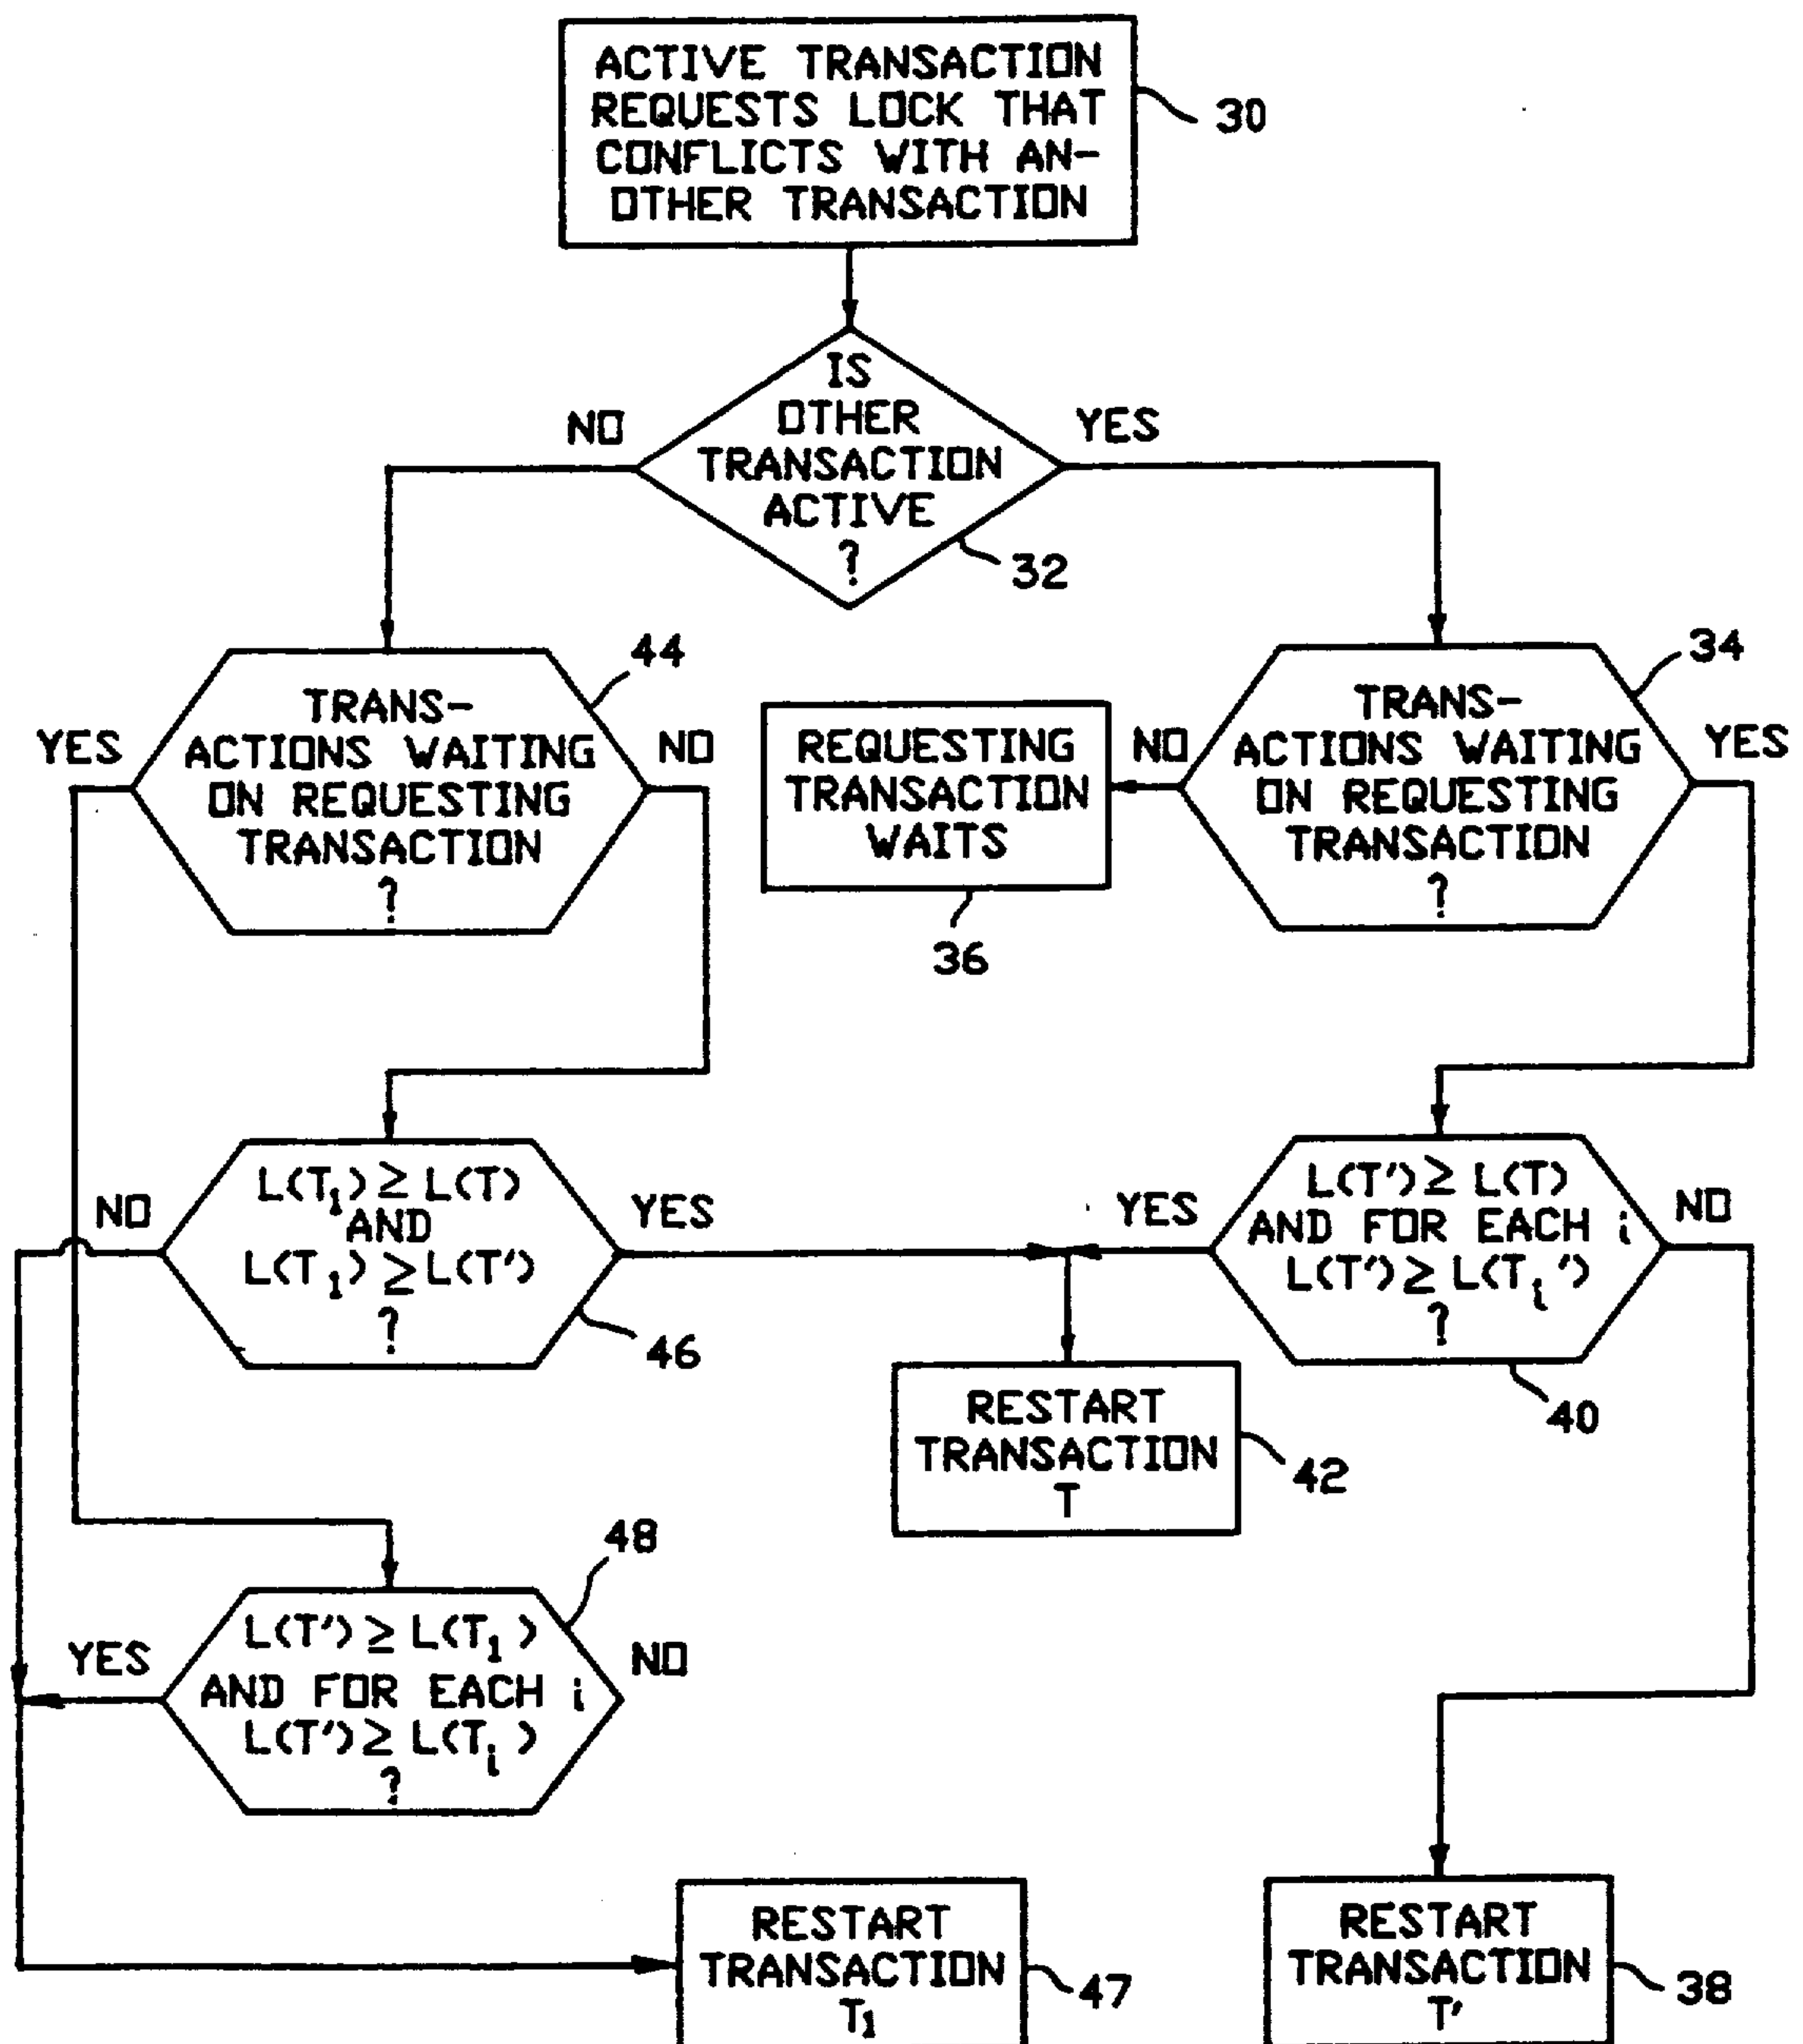 ACTIVE TRANSACTION
REQUESTS LOCK THAT
CONFLICTS WITH AN-
OTHER TRANSACTION
30
IS
OTHER
TRANSACTION
ACTIVE
?
NO
YES
32
44
TRANS-
ACTIONS WAITING
ON REQUESTING
TRANSACTION
?
YES
NO
REQUESTING
TRANSACTION
WAITS
36
34
TRANS-
ACTIONS WAITING
ON REQUESTING
TRANSACTION
?
NO
YES
NO
L(T₁) ≥ L(T)
AND
L(T₁) ≥ L(T')
?
YES
46
YES
L(T') ≥ L(T)
AND FOR EACH i
L(T') ≥ L(Tᵢ')
?
NO
40
RESTART
TRANSACTION
T
42
48
YES
L(T') ≥ L(T₁)
AND FOR EACH i
L(T') ≥ L(Tᵢ)
?
NO
RESTART
TRANSACTION
T₁
47
RESTART
TRANSACTION
T'
38